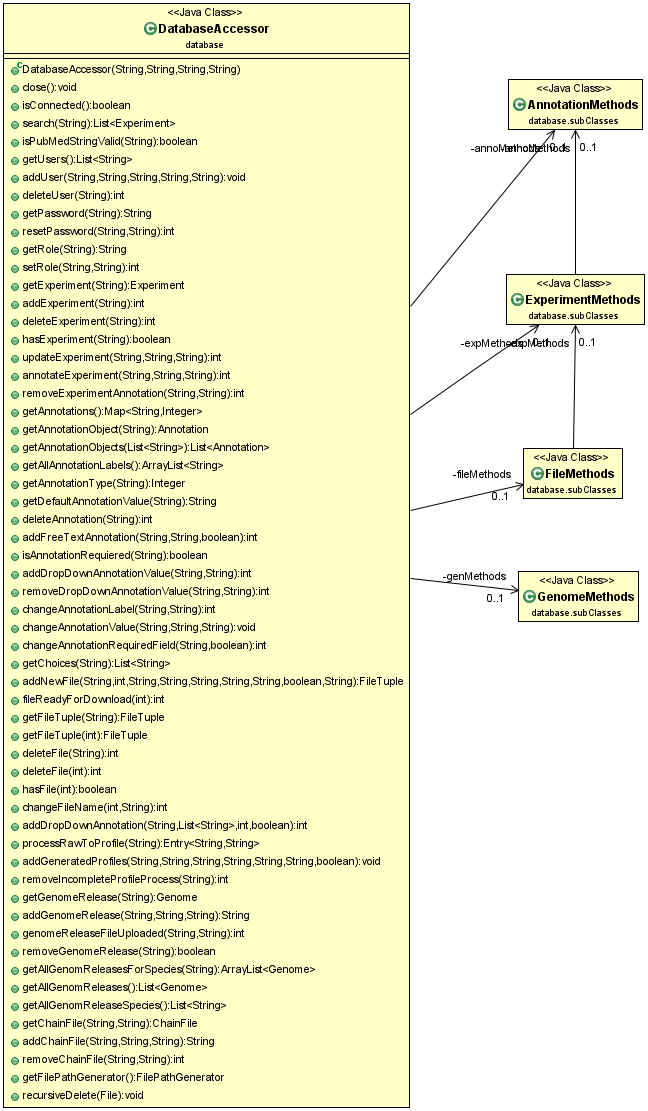 <<Java Class>>
DatabaseAccessor
database
DatabaseAccessor(String,String,String,String)
close():void
isConnected():boolean
search(String):List<Experiment>
isPubMedStringValid(String):boolean
getUsers():List<String>
addUser(String,String,String,String,String):void
deleteUser(String):int
getPassword(String):String
resetPassword(String,String):int
getRole(String):String
setRole(String,String):int
getExperiment(String):Experiment
addExperiment(String):int
deleteExperiment(String):int
hasExperiment(String):boolean
updateExperiment(String,String,String):int
annotateExperiment(String,String,String):int
removeExperimentAnnotation(String,String):int
getAnnotations():Map<String,Integer>
getAnnotationObject(String):Annotation
getAnnotationObjects(List<String>):List<Annotation>
getAllAnnotationLabels():ArrayList<String>
getAnnotationType(String):Integer
getDefaultAnnotationValue(String):String
deleteAnnotation(String):int
addFreeTextAnnotation(String,String,boolean):int
isAnnotationRequiered(String):boolean
addDropDownAnnotationValue(String,String):int
removeDropDownAnnotationValue(String,String):int
changeAnnotationLabel(String,String):int
changeAnnotationValue(String,String,String):void
changeAnnotationRequiredField(String,boolean):int
getChoices(String):List<String>
addNewFile(String,int,String,String,String,String,String,boolean,String):FileTuple
fileReadyForDownload(int):int
getFileTuple(String):FileTuple
getFileTuple(int):FileTuple
deleteFile(String):int
deleteFile(int):int
hasFile(int):boolean
changeFileName(int,String):int
addDropDownAnnotation(String,List<String>,int,boolean):int
processRawToProfile(String):Entry<String,String>
addGeneratedProfiles(String,String,String,String,String,String,boolean):void
removeIncompleteProfileProcess(String):int
getGenomeRelease(String):Genome
addGenomeRelease(String,String,String):String
genomeReleaseFileUploaded(String,String):int
removeGenomeRelease(String):boolean
getAllGenomReleasesForSpecies(String):ArrayList<Genome>
getAllGenomReleases():List<Genome>
getAllGenomReleaseSpecies():List<String>
getChainFile(String,String):ChainFile
addChainFile(String,String,String):String
removeChainFile(String,String):int
getFilePathGenerator():FilePathGenerator
recursiveDelete(File):void
<<Java Class>>
AnnotationMethods
database.subClasses
0..1
<<Java Class>>
ExperimentMethods
database.subClasses
-expMethods
0..1
<<Java Class>>
FileMethods
database.subClasses
-fileMethods
0..1
<<Java Class>>
GenomeMethods
database.subClasses
-genMethods
0..1